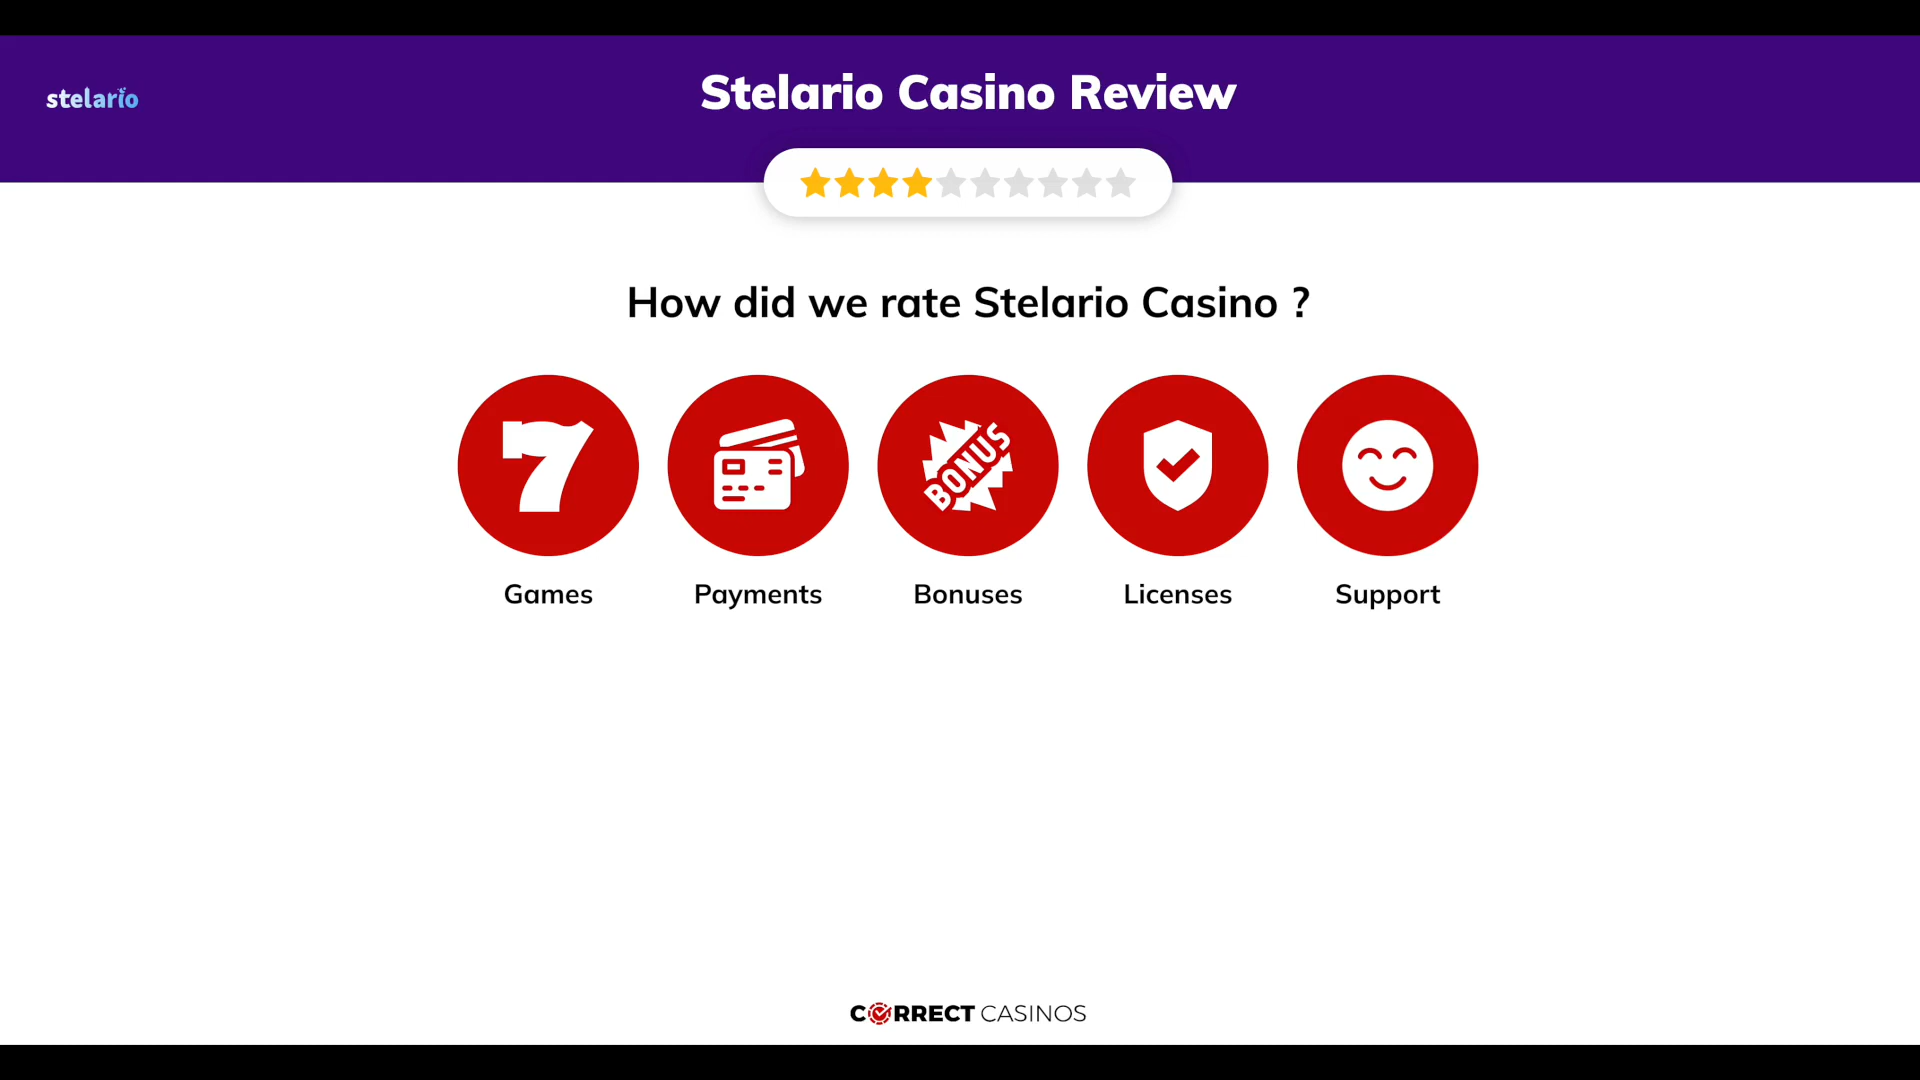 stelario
Stelario Casino Review
How did we rate Stelario Casino ?
7
BONUS
Games
Payments
Bonuses
Licenses
Support
CORRECT CASINOS